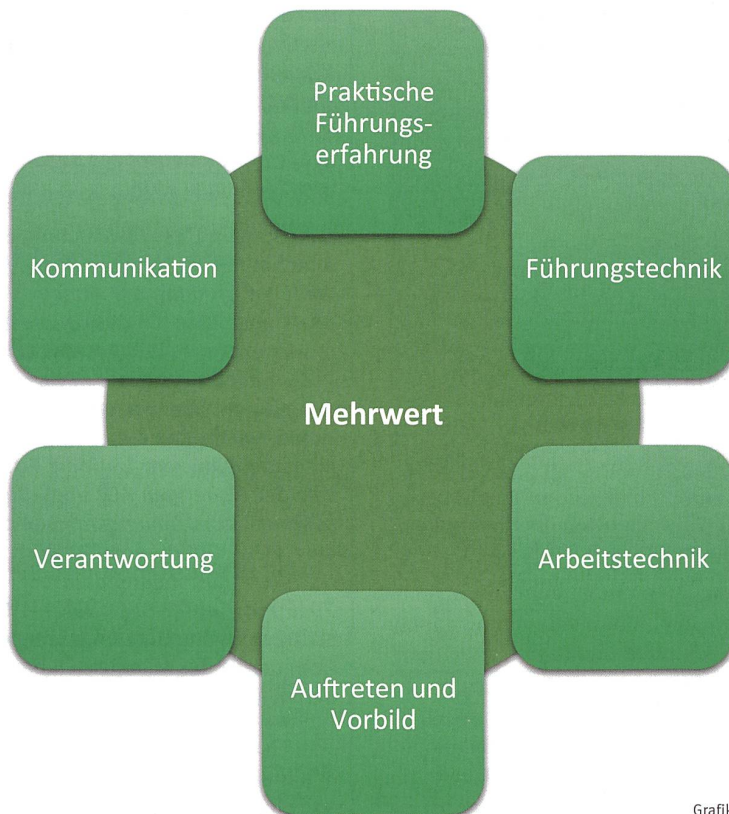 Praktische
Führungs-
erfahrung
Kommunikation
Führungstechnik
Mehrwert
Verantwortung
Arbeitstechnik
Auftreten und
Vorbild
Grafik